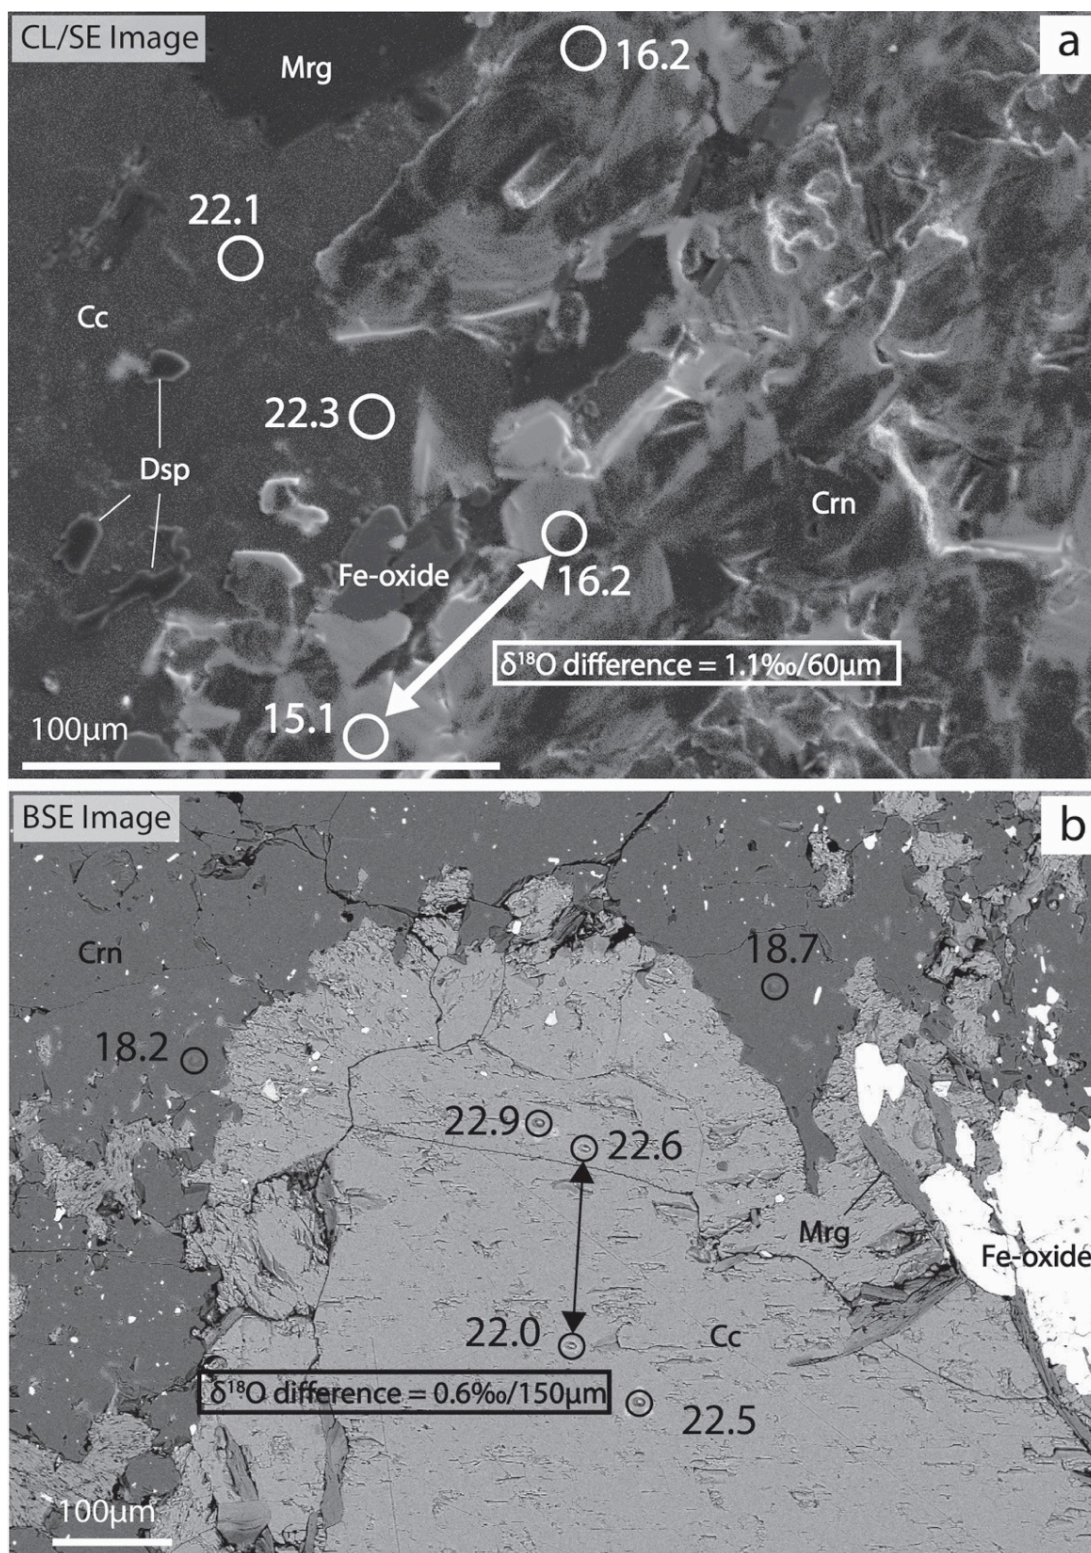 CL/SE Image
a
Mrg
16.2
22.1
Cc
22.3
Dsp
Crn
Fe-oxide
16.2
δ¹⁸O difference = 1.1‰/60µm
15.1
100µm
BSE Image
b
Crn
18.7
18.2
22.9
22.6
Mrg
Fe-oxide
22.0
Cc
δ¹⁸O difference = 0.6‰/150µm
22.5
100µm